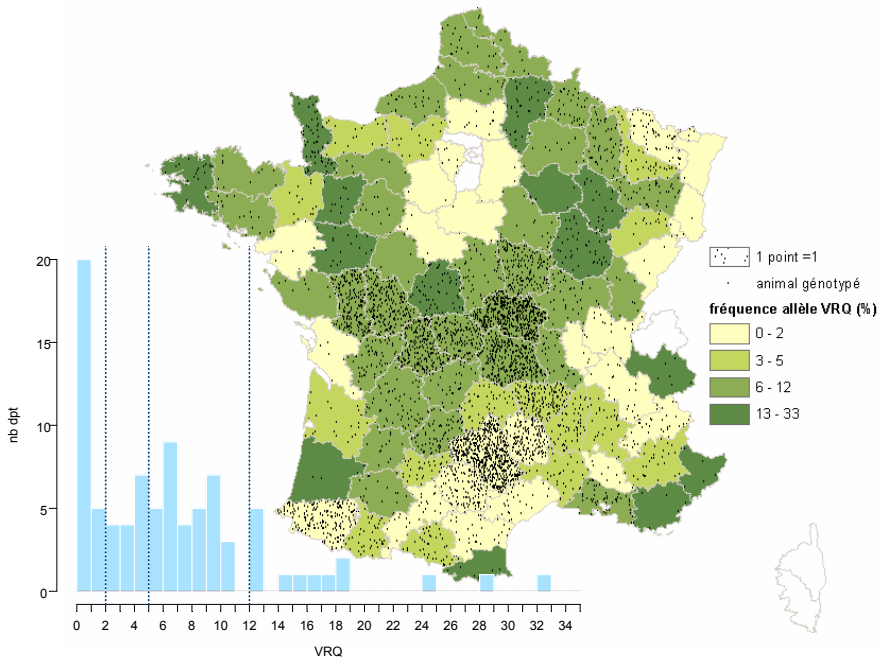 1 point =1
animal génotypé
fréquence allèle VRQ (%)
0 - 2
3 - 5
6 - 12
13 - 33
nb dpt
20
15
10
5
0
0 2 4 6 8 10 12 14 16 18 20 22 24 26 28 30 32 34
VRQ